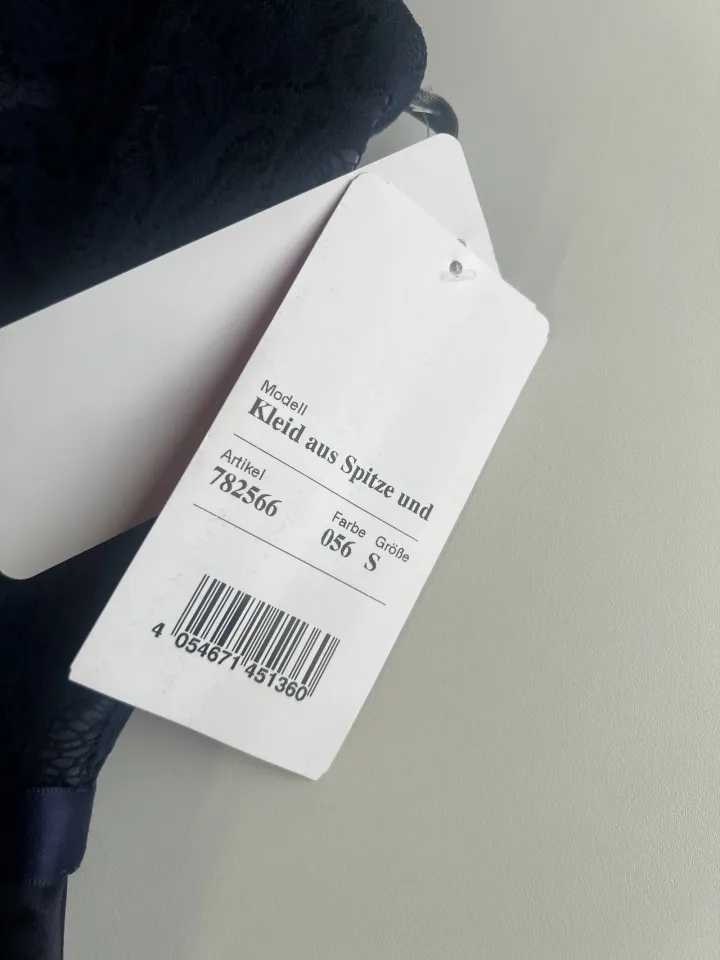 Modell
Kleid aus Spitze und
Artikel Farbe Größe
782566 056 S
4 054671 451360